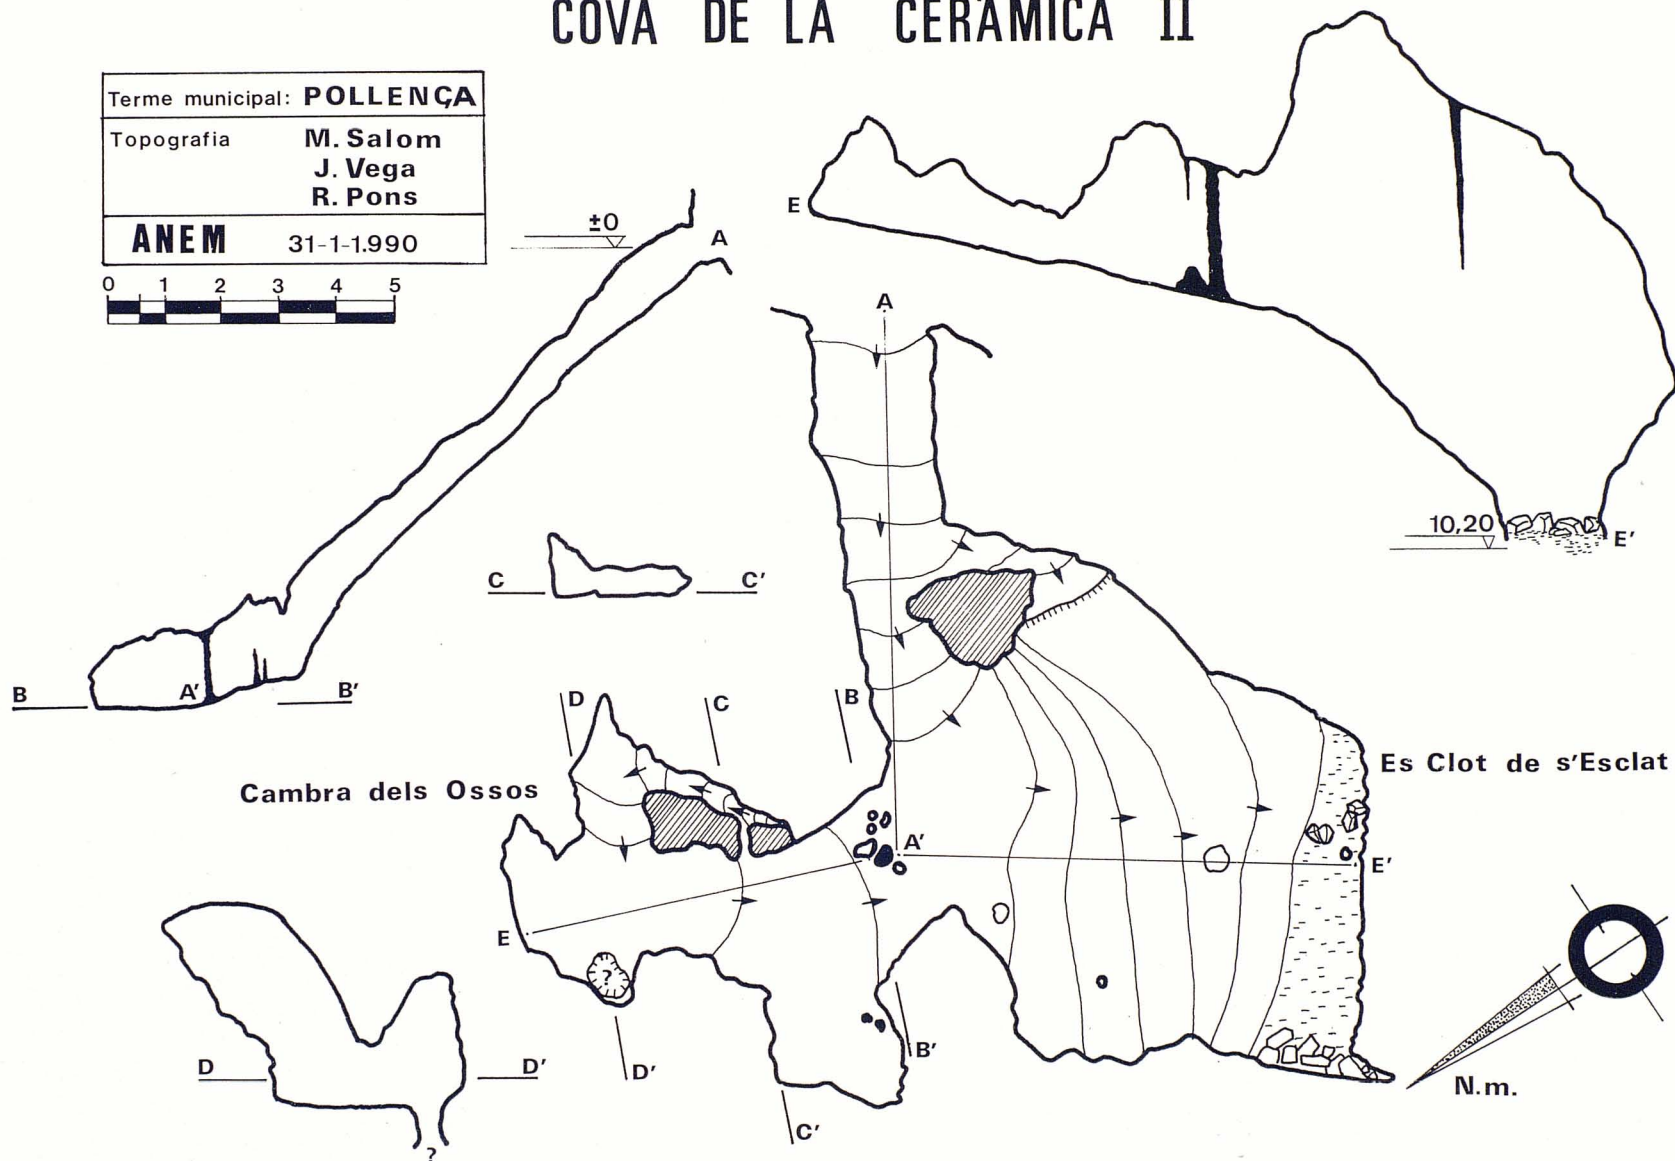 COVA DE LA CERÀMICA II
Terme municipal: POLLENÇA
Topografia M. Salom
J. Vega
R. Pons
ANEM 31-1-1.990
0 1 2 3 4 5
±0
A
E
A
10,20
E'
C C'
B A' B'
D C B
Cambra dels Ossos
Es Clot de s'Esclat
A'
E'
E
?
D D'
D'
B'
C'
?
N.m.